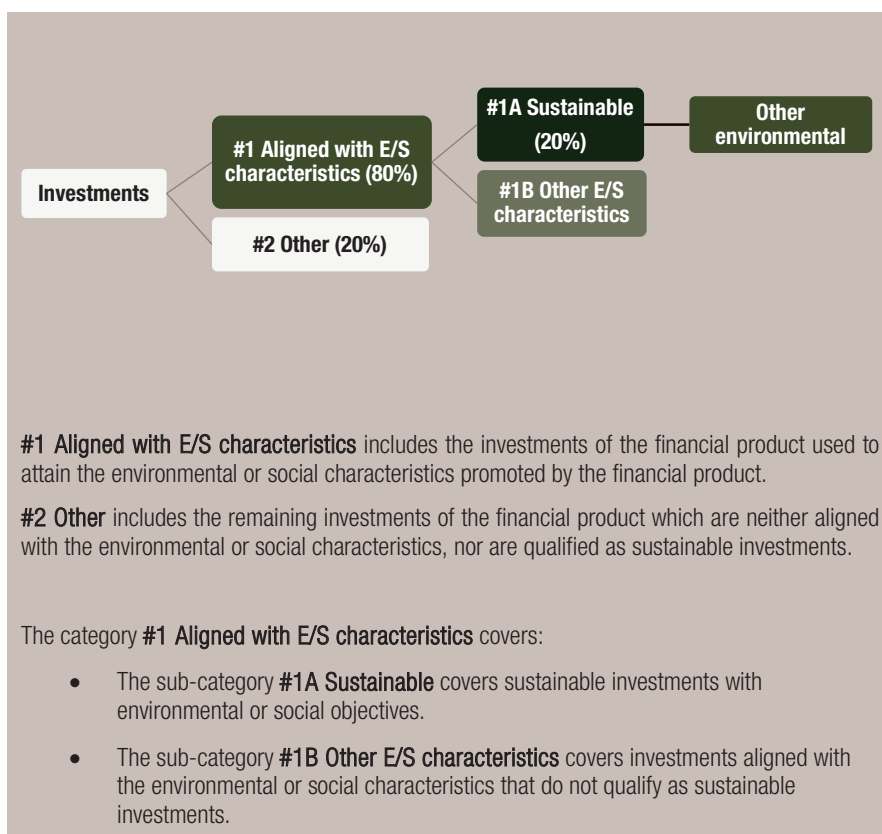 Investments
#1 Aligned with E/S
characteristics (80%)
#2 Other (20%)
#1A Sustainable
(20%)
#1B Other E/S
characteristics
Other
environmental
#1 Aligned with E/S characteristics includes the investments of the financial product used to
attain the environmental or social characteristics promoted by the financial product.
#2 Other includes the remaining investments of the financial product which are neither aligned
with the environmental or social characteristics, nor are qualified as sustainable investments.
The category #1 Aligned with E/S characteristics covers:
• The sub-category #1A Sustainable covers sustainable investments with
environmental or social objectives.
• The sub-category #1B Other E/S characteristics covers investments aligned with
the environmental or social characteristics that do not qualify as sustainable
investments.